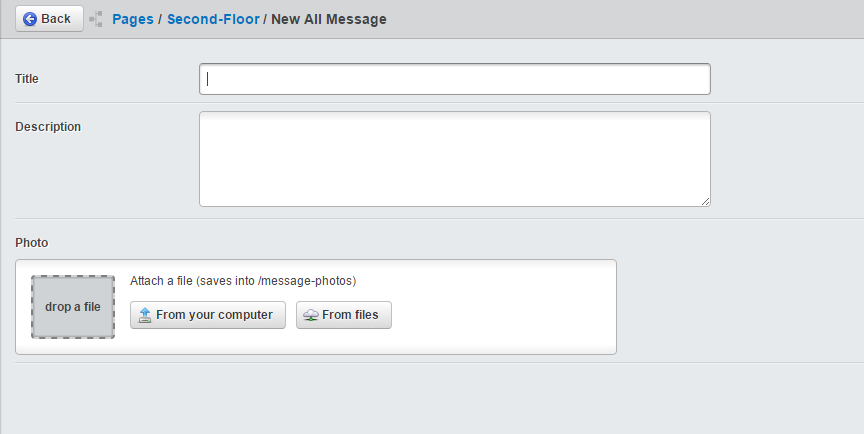 Back Pages / Second-Floor / New All Message
Title
Description
Photo
Attach a file (saves into /message-photos)
drop a file
From your computer From files